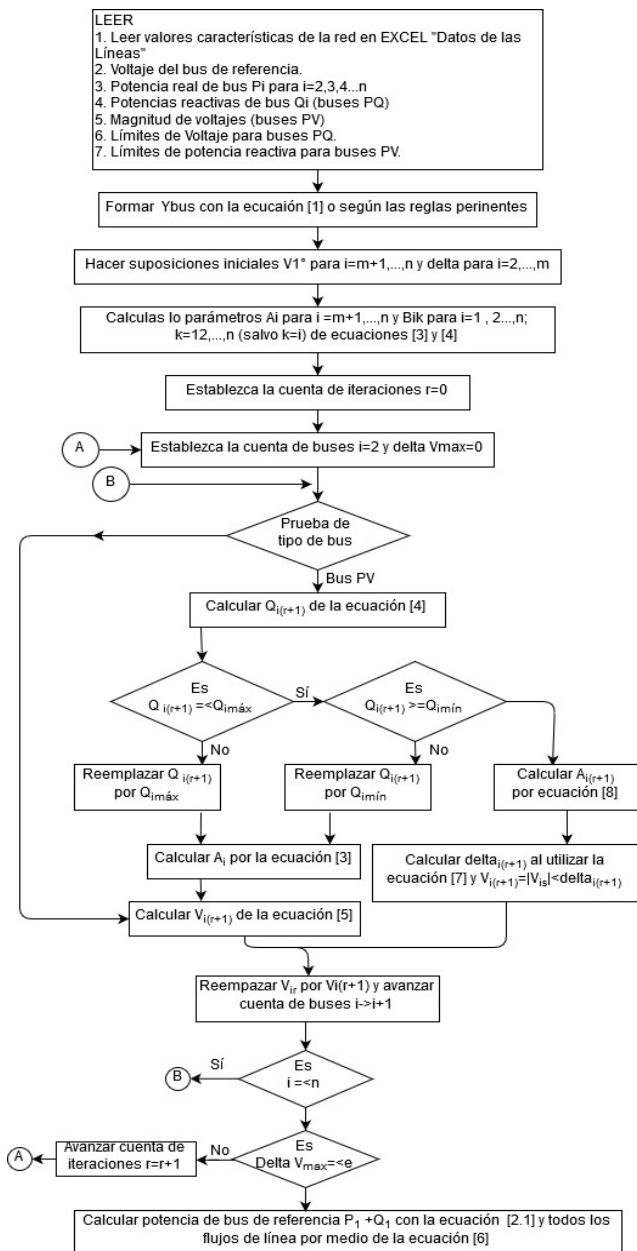 LEER
1. Leer valores características de la red en EXCEL "Datos de las
Líneas"
2. Voltaje del bus de referencia.
3. Potencia real de bus Pi para i=2,3,4...n
4. Potencias reactivas de bus Qi (buses PQ)
5. Magnitud de voltajes (buses PV)
6. Límites de Voltaje para buses PQ.
7. Límites de potencia reactiva para buses PV.
Formar Ybus con la ecucaión [1] o según las reglas perinentes
Hacer suposiciones iniciales V1° para i=m+1,...,n y delta para i=2,...,m
Calculas lo parámetros Ai para i =m+1,...,n y Bik para i=1 , 2...,n;
k=12,...,n (salvo k=i) de ecuaciones [3] y [4]
Establezca la cuenta de iteraciones r=0
A
Establezca la cuenta de buses i=2 y delta Vmax=0
B
Prueba de
tipo de bus
Bus PV
Calcular Qi(r+1) de la ecuación [4]
Es
Q i(r+1) =<Qimáx
Sí
Es
Qi(r+1) >=Qimín
No
No
Reemplazar Q i(r+1)
por Qimáx
Reemplazar Qi(r+1)
por Qimín
Calcular Ai(r+1)
por ecuación [8]
Calcular Ai por la ecuación [3]
Calcular deltai(r+1) al utilizar la
ecuación [7] y Vi(r+1)=|Vis|<deltai(r+1)
Calcular Vi(r+1) de la ecuación [5]
Reempazar Vir por Vi(r+1) y avanzar
cuenta de buses i->i+1
B
Sí
Es
i =<n
A
Avanzar cuenta de
iteraciones r=r+1
No
Es
Delta Vmax=<e
Calcular potencia de bus de referencia P1 +Q1 con la ecuación [2.1] y todos los
flujos de línea por medio de la ecuación [6]